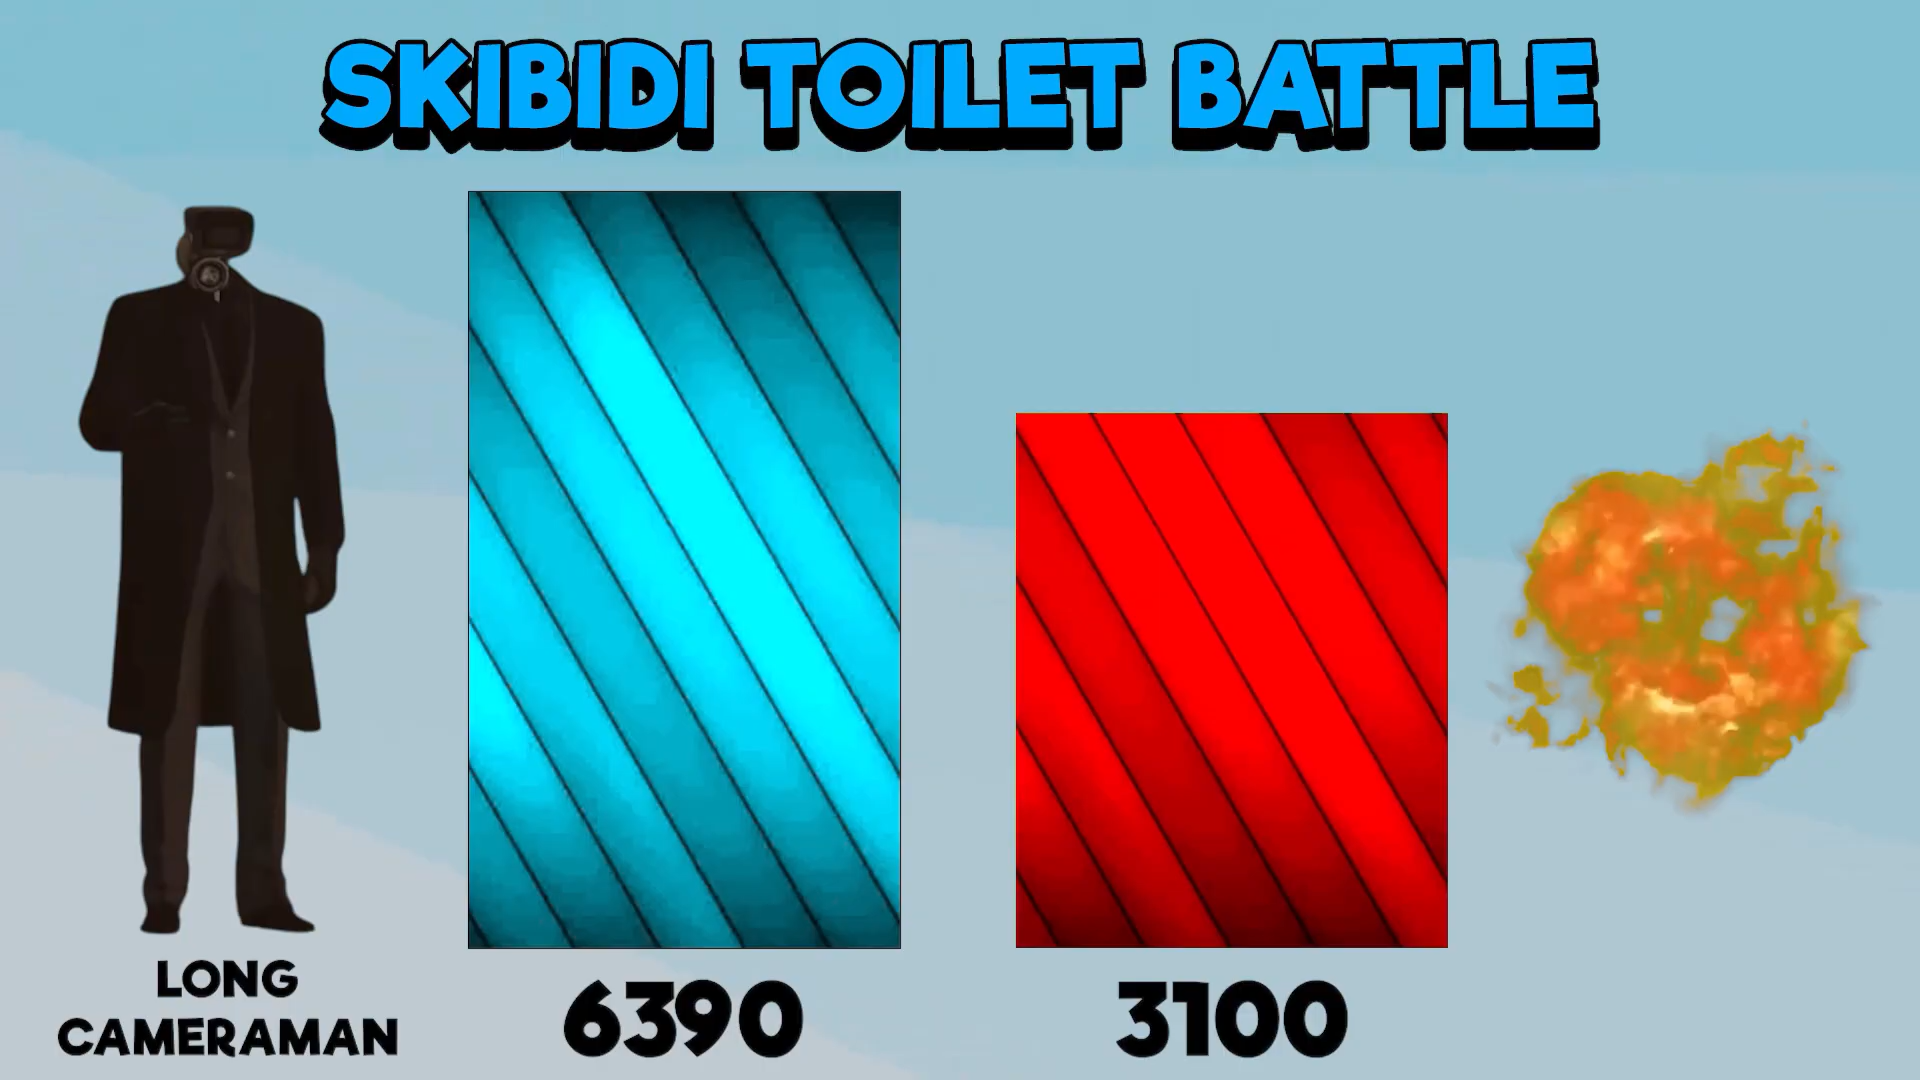 SKIBIDI TOILET BATTLE
LONG
CAMERAMAN
6390
3100